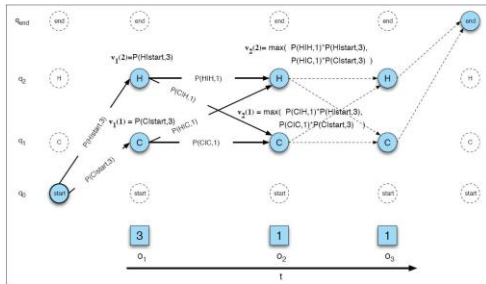 q_end end end end end end
v₁(2)=P(H|start,3)
v₂(2)= max( P(H|H,1)*P(H|start,3),
P(H|C,1)*P(C|start,3) )
q₂ H H P(H|H,1) H H H
P(C|H,1)
P(H|start,3)
v₁(1) = P(C|start,3)
v₂(1) = max( P(C|H,1)*P(H|start,3),
P(C|C,1)*P(C|start,3) )
P(H|C,1)
q₁ C C P(C|C,1) C C C
P(C|start,3)
q₀ start start start start start
3 1 1
o₁ o₂ o₃
t